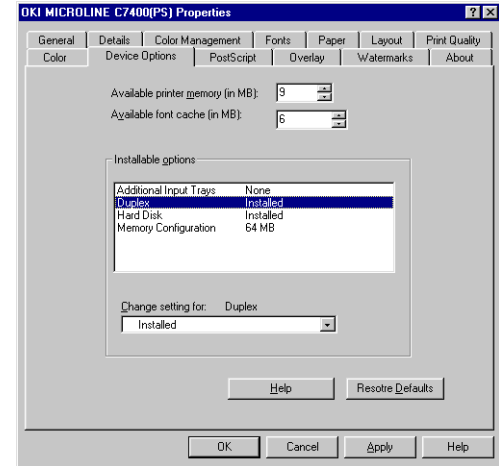 OKI MICROLINE C7400(PS) Properties
General Details Color Management Fonts Paper Layout Print Quality
Color Device Options PostScript Overlay Watermarks About
Available printer memory (in MB): 9
Available font cache (in MB): 6
Installable options
Additional Input Trays None
Duplex Installed
Hard Disk Installed
Memory Configuration 64 MB
Change setting for: Duplex
Installed
Help Resotre Defaults
OK Cancel Apply Help